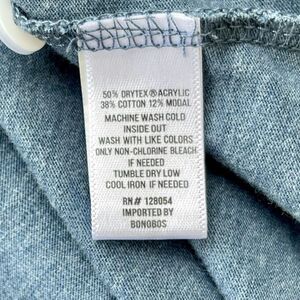 50% DRYTEX® ACRYLIC
38% COTTON 12% MODAL
MACHINE WASH COLD
INSIDE OUT
WASH WITH LIKE COLORS
ONLY NON-CHLORINE BLEACH
IF NEEDED
TUMBLE DRY LOW
COOL IRON IF NEEDED
RN# 128054
IMPORTED BY
BONOBOS